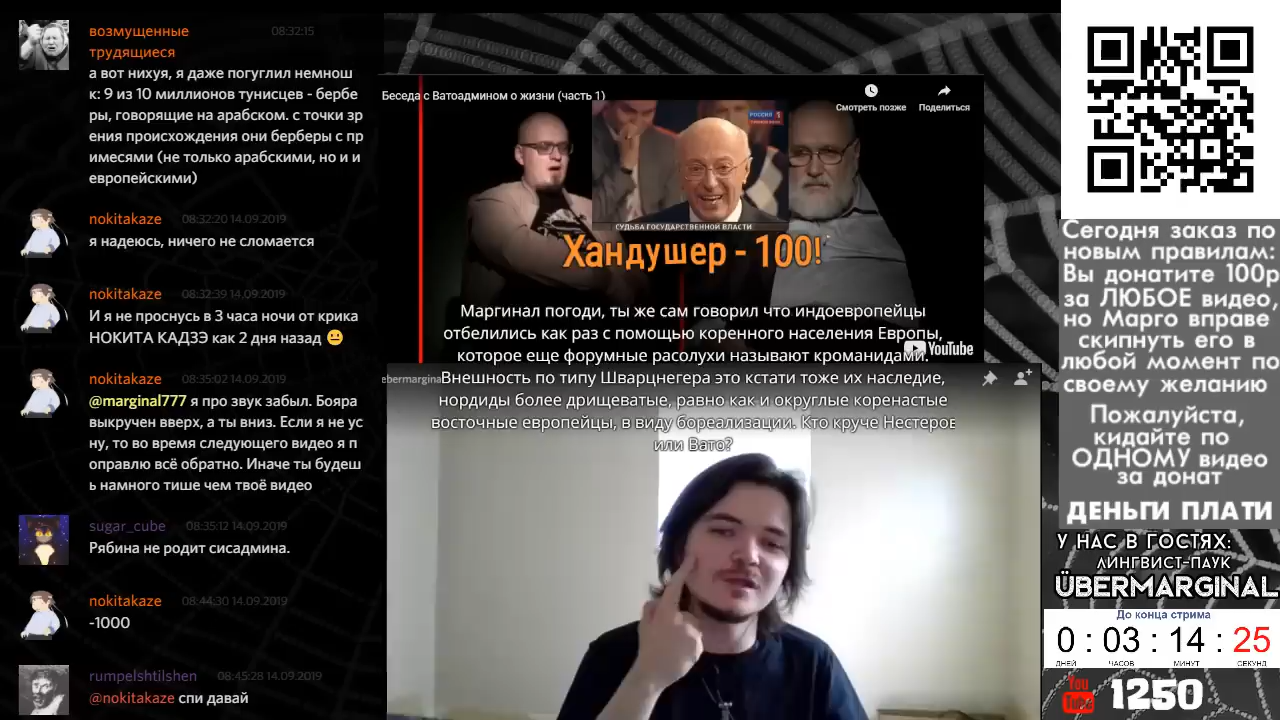 возмущенные
трудящиеся
08:32:15
а вот нихуя, я даже погуглил немнош
к: 9 из 10 миллионов тунисцев - бербе
ры, говорящие на арабском. с точки зр
ения происхождения они берберы с пр
имесями (не только арабскими, но и и
европейскими)
nokitakaze 08:32:20 14.09.2019
я надеюсь, ничего не сломается
nokitakaze 08:32:39 14.09.2019
И я не проснусь в 3 часа ночи от крика
НОКИТА КАДЗЭ как 2 дня назад 😐
nokitakaze 08:35:02 14.09.2019
@marginal777 я про звук забыл. Бояра
выкручен вверх, а ты вниз. Если я не ус
ну, то во время следующего видео я п
оправлю всё обратно. Иначе ты будеш
ь намного тише чем твоё видео
sugar_cube 08:35:12 14.09.2019
Рябина не родит сисадмина.
nokitakaze 08:44:30 14.09.2019
-1000
rumpelshtilshen 08:45:28 14.09.2019
@nokitakaze спи давай
Беседа с Ватоадмином о жизни (часть 1)
Смотреть позже
Поделиться
РОССИЯ 1
СУДЬБА ГОСУДАРСТВЕННОЙ ВЛАСТИ
Хандушер - 100!
Маргинал погоди, ты же сам говорил что индоевропейцы
отбелились как раз с помощью коренного населения Европы,
которое еще форумные расолухи называют кроманидами.
YouTube
ebermargina
Внешность по типу Шварцнегера это кстати тоже их наследие,
нордиды более дрищеватые, равно как и округлые коренастые
восточные европейцы, в виду бореализации. Кто круче Нестеров
или Вато?
Сегодня заказ по
новым правилам:
Вы донатите 100р
за ЛЮБОЕ видео,
но Марго вправе
скипнуть его в
любой момент по
своему желанию
Пожалуйста,
кидайте по
ОДНОМУ видео
за донат
ДЕНЬГИ ПЛАТИ
У НАС В ГОСТЯХ:
ЛИНГВИСТ-ПАУК
ÜBERMARGINAL
До конца стрима
0 : 03 : 14 : 25
ДНЕЙ ЧАСОВ МИНУТ СЕКУНД
You Tube 1250